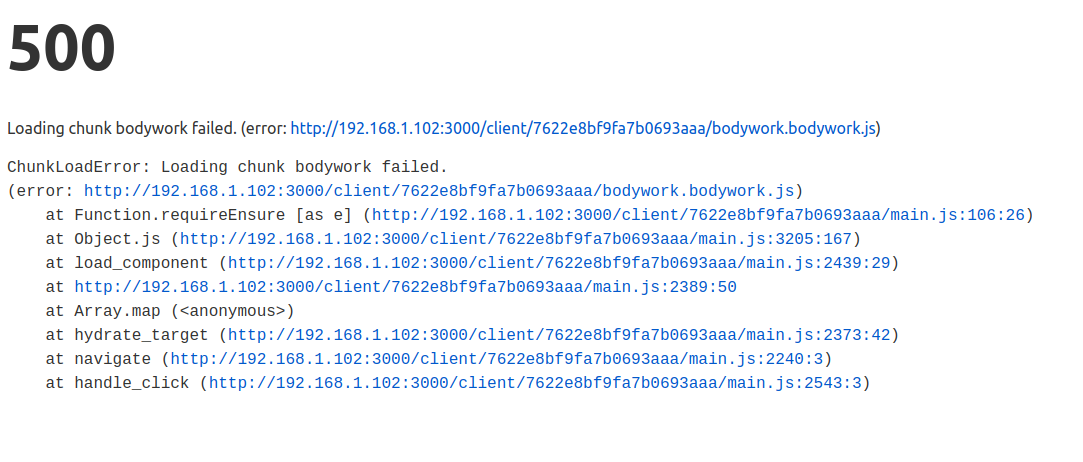 500
Loading chunk bodywork failed. (error: http://192.168.1.102:3000/client/7622e8bf9fa7b0693aaa/bodywork.bodywork.js)
ChunkLoadError: Loading chunk bodywork failed.
(error: http://192.168.1.102:3000/client/7622e8bf9fa7b0693aaa/bodywork.bodywork.js)
    at Function.requireEnsure [as e] (http://192.168.1.102:3000/client/7622e8bf9fa7b0693aaa/main.js:106:26)
    at Object.js (http://192.168.1.102:3000/client/7622e8bf9fa7b0693aaa/main.js:3205:167)
    at load_component (http://192.168.1.102:3000/client/7622e8bf9fa7b0693aaa/main.js:2439:29)
    at http://192.168.1.102:3000/client/7622e8bf9fa7b0693aaa/main.js:2389:50
    at Array.map (<anonymous>)
    at hydrate_target (http://192.168.1.102:3000/client/7622e8bf9fa7b0693aaa/main.js:2373:42)
    at navigate (http://192.168.1.102:3000/client/7622e8bf9fa7b0693aaa/main.js:2240:3)
    at handle_click (http://192.168.1.102:3000/client/7622e8bf9fa7b0693aaa/main.js:2543:3)